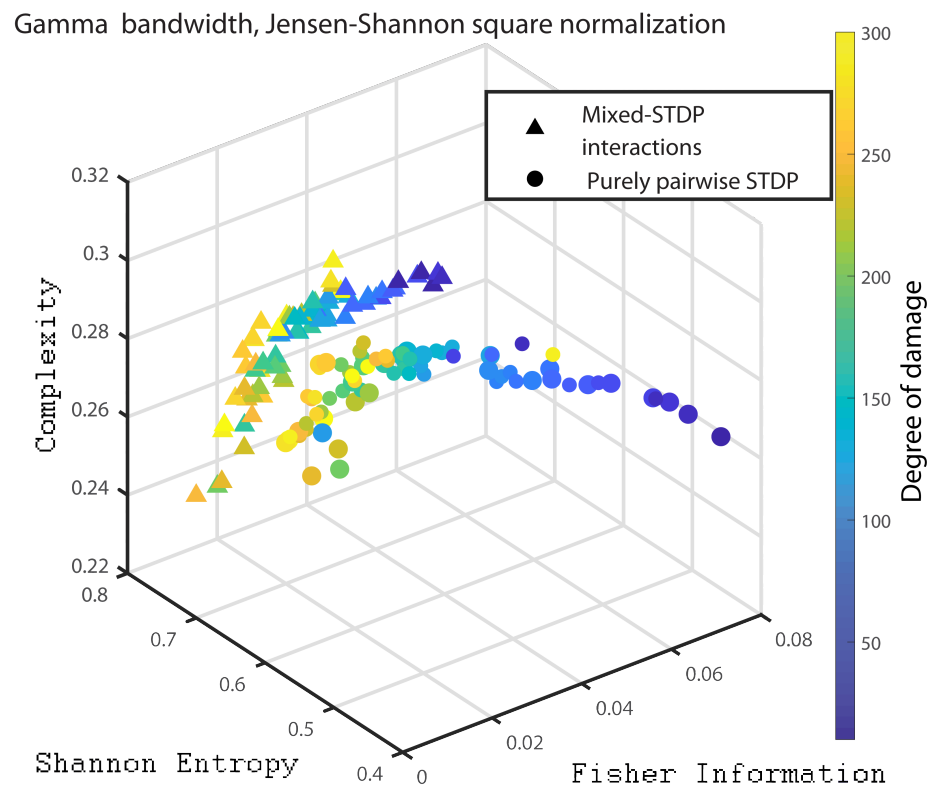 Gamma bandwidth, Jensen-Shannon square normalization
Mixed-STDP
interactions
Purely pairwise STDP
300
250
200
150
100
50
Degree of damage
0.32
0.3
0.28
0.26
0.24
0.22
Complexity
0.8
0.7
0.6
0.5
0.4
Shannon Entropy
0
0.02
0.04
0.06
0.08
Fisher Information